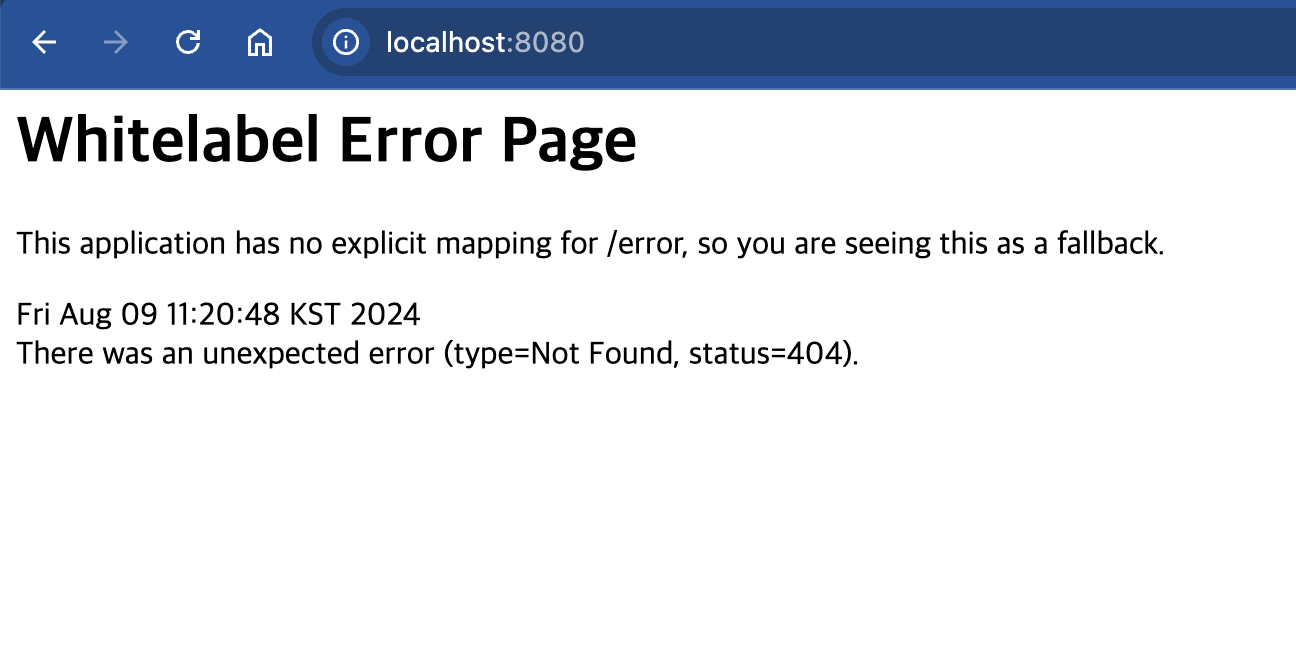 localhost:8080
Whitelabel Error Page
This application has no explicit mapping for /error, so you are seeing this as a fallback.
Fri Aug 09 11:20:48 KST 2024
There was an unexpected error (type=Not Found, status=404).